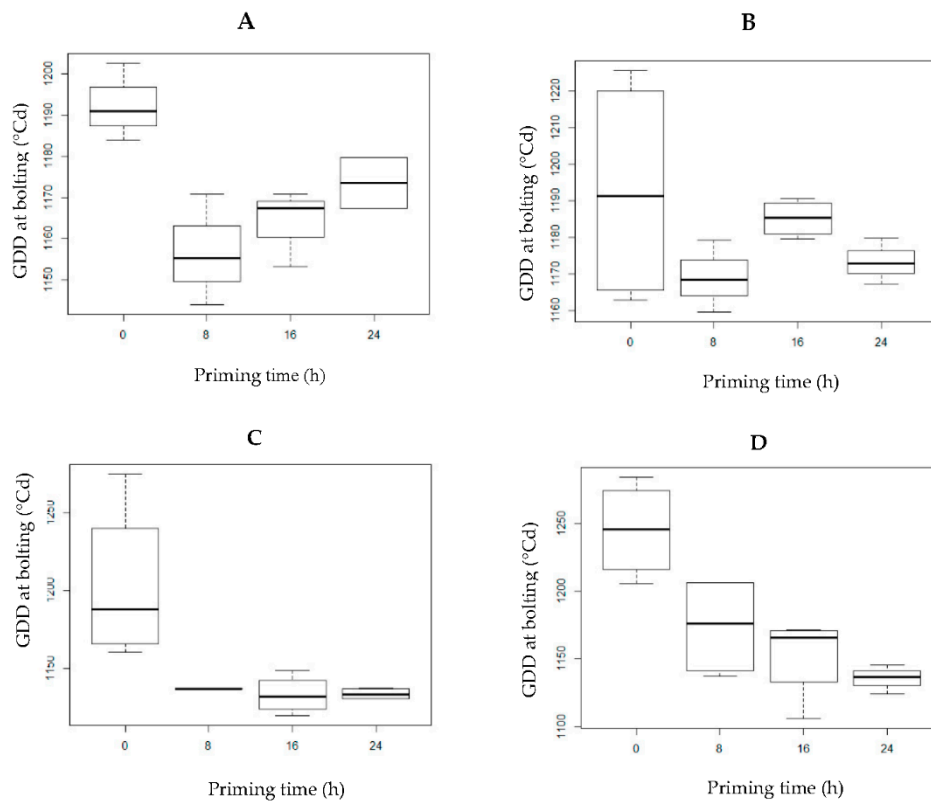 A
GDD at bolting (°Cd)
1200
1190
1180
1170
1160
1150
0 8 16 24
Priming time (h)
B
GDD at bolting (°Cd)
1220
1210
1200
1190
1180
1170
1160
0 8 16 24
Priming time (h)
C
GDD at bolting (°Cd)
1250
1200
1150
0 8 16 24
Priming time (h)
D
GDD at bolting (°Cd)
1250
1200
1150
1100
0 8 16 24
Priming time (h)